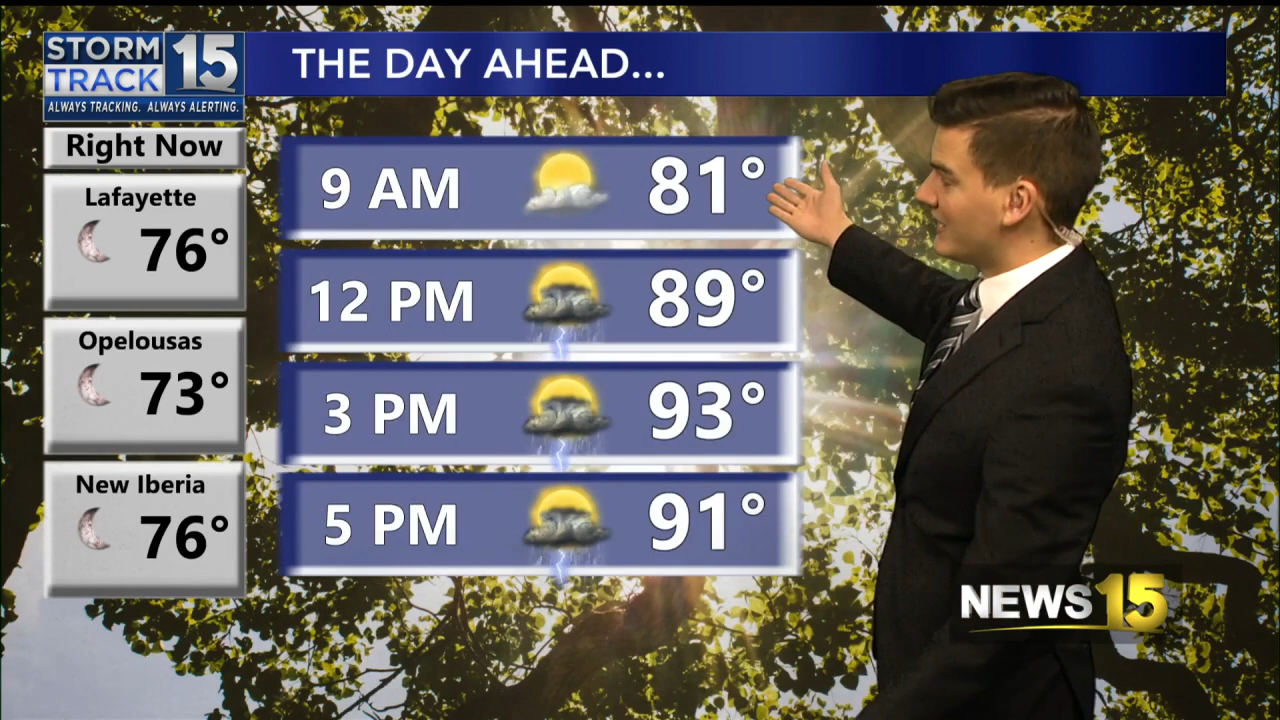 STORM
TRACK
15
ALWAYS TRACKING. ALWAYS ALERTING.
THE DAY AHEAD...
Right Now
Lafayette
76°
Opelousas
73°
New Iberia
76°
9 AM 81°
12 PM 89°
3 PM 93°
5 PM 91°
NEWS 15